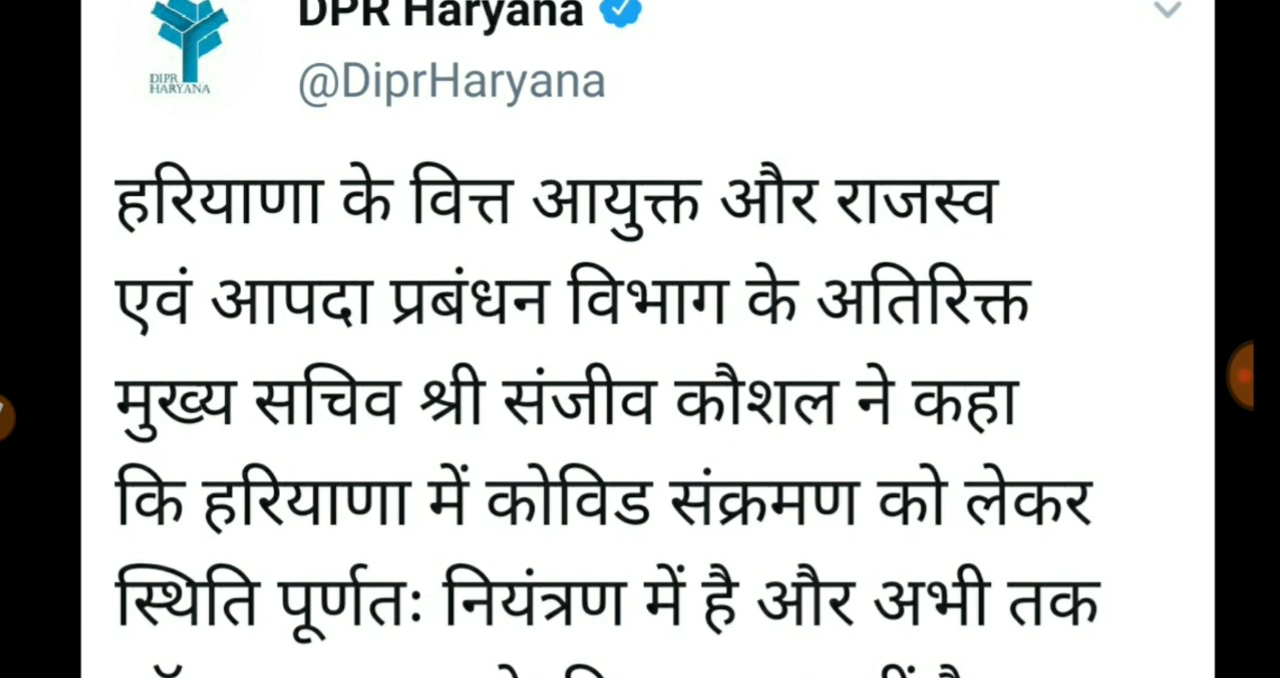 DPR Haryana
@DiprHaryana
DIPR
HARYANA
हरियाणा के वित्त आयुक्त और राजस्व
एवं आपदा प्रबंधन विभाग के अतिरिक्त
मुख्य सचिव श्री संजीव कौशल ने कहा
कि हरियाणा में कोविड संक्रमण को लेकर
स्थिति पूर्णतः नियंत्रण में है और अभी तक